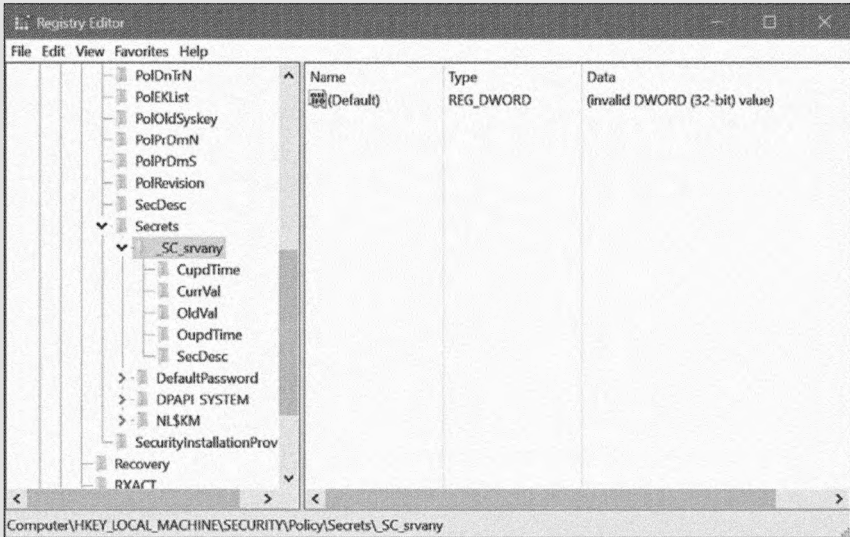 Registry Editor
File Edit View Favorites Help
PolDnTrN
PolEKList
PolOldSyskey
PolPrDmN
PolPrDmS
PolRevision
SecDesc
Secrets
_SC_srvany
CupdTime
CurrVal
OldVal
OupdTime
SecDesc
DefaultPassword
DPAPI_SYSTEM
NL$KM
SecurityInstallationProv
Recovery
RXACT
Name Type Data
(Default) REG_DWORD (invalid DWORD (32-bit) value)
Computer\HKEY_LOCAL_MACHINE\SECURITY\Policy\Secrets\_SC_srvany